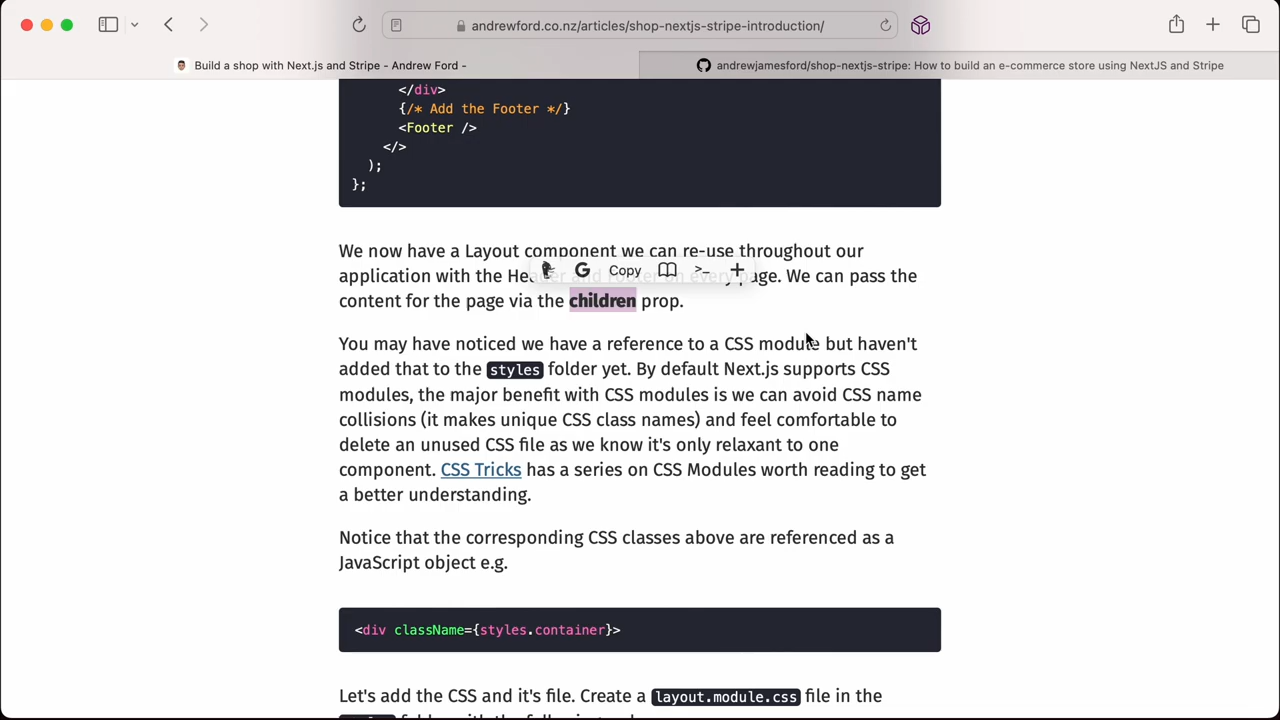 andrewford.co.nz/articles/shop-nextjs-stripe-introduction/
Build a shop with Next.js and Stripe - Andrew Ford -
andrewjamesford/shop-nextjs-stripe: How to build an e-commerce store using NextJS and Stripe
</div>
{/* Add the Footer */}
<Footer />
</>
);
};
We now have a Layout component we can re-use throughout our
G Copy >_ +
application with the Header and Footer on every page. We can pass the
content for the page via the children prop.
You may have noticed we have a reference to a CSS module but haven't
added that to the styles folder yet. By default Next.js supports CSS
modules, the major benefit with CSS modules is we can avoid CSS name
collisions (it makes unique CSS class names) and feel comfortable to
delete an unused CSS file as we know it's only relaxant to one
component. CSS Tricks has a series on CSS Modules worth reading to get
a better understanding.
Notice that the corresponding CSS classes above are referenced as a
JavaScript object e.g.
<div className={styles.container}>
Let's add the CSS and it's file. Create a layout.module.css file in the